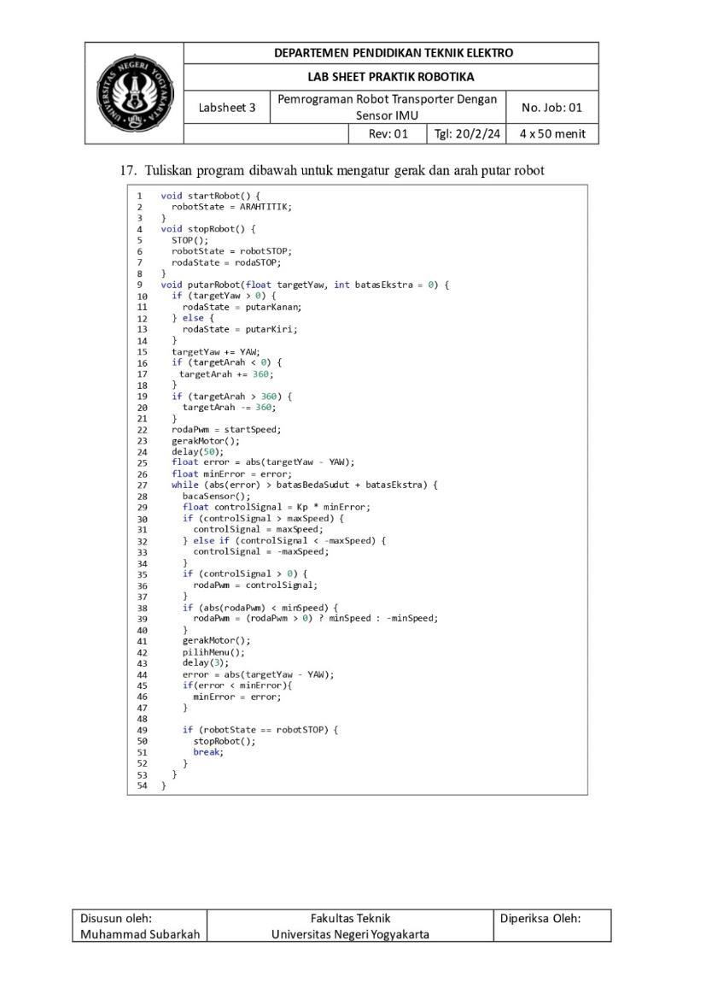 UNIVERSITAS NEGERI YOGYAKARTA
DEPARTEMEN PENDIDIKAN TEKNIK ELEKTRO
LAB SHEET PRAKTIK ROBOTIKA
Labsheet 3
Pemrograman Robot Transporter Dengan
Sensor IMU
No. Job: 01
Rev: 01
Tgl: 20/2/24
4 x 50 menit
17. Tuliskan program dibawah untuk mengatur gerak dan arah putar robot
1 void startRobot() {
2 robotState = ARAHTITIK;
3 }
4 void stopRobot() {
5 STOP();
6 robotState = robotSTOP;
7 rodaState = rodaSTOP;
8 }
9 void putarRobot(float targetYaw, int batasEkstra = 0) {
10 if (targetYaw > 0) {
11 rodaState = putarKanan;
12 } else {
13 rodaState = putarKiri;
14 }
15 targetYaw += YAW;
16 if (targetArah < 0) {
17 targetArah += 360;
18 }
19 if (targetArah > 360) {
20 targetArah -= 360;
21 }
22 rodaPwm = startSpeed;
23 gerakMotor();
24 delay(50);
25 float error = abs(targetYaw - YAW);
26 float minError = error;
27 while (abs(error) > batasBedaSudut + batasEkstra) {
28 bacaSensor();
29 float controlSignal = Kp * minError;
30 if (controlSignal > maxSpeed) {
31 controlSignal = maxSpeed;
32 } else if (controlSignal < -maxSpeed) {
33 controlSignal = -maxSpeed;
34 }
35 if (controlSignal > 0) {
36 rodaPwm = controlSignal;
37 }
38 if (abs(rodaPwm) < minSpeed) {
39 rodaPwm = (rodaPwm > 0) ? minSpeed : -minSpeed;
40 }
41 gerakMotor();
42 pilihMenu();
43 delay(3);
44 error = abs(targetYaw - YAW);
45 if(error < minError){
46 minError = error;
47 }
48
49 if (robotState == robotSTOP) {
50 stopRobot();
51 break;
52 }
53 }
54 }
Disusun oleh:
Muhammad Subarkah
Fakultas Teknik
Universitas Negeri Yogyakarta
Diperiksa Oleh: